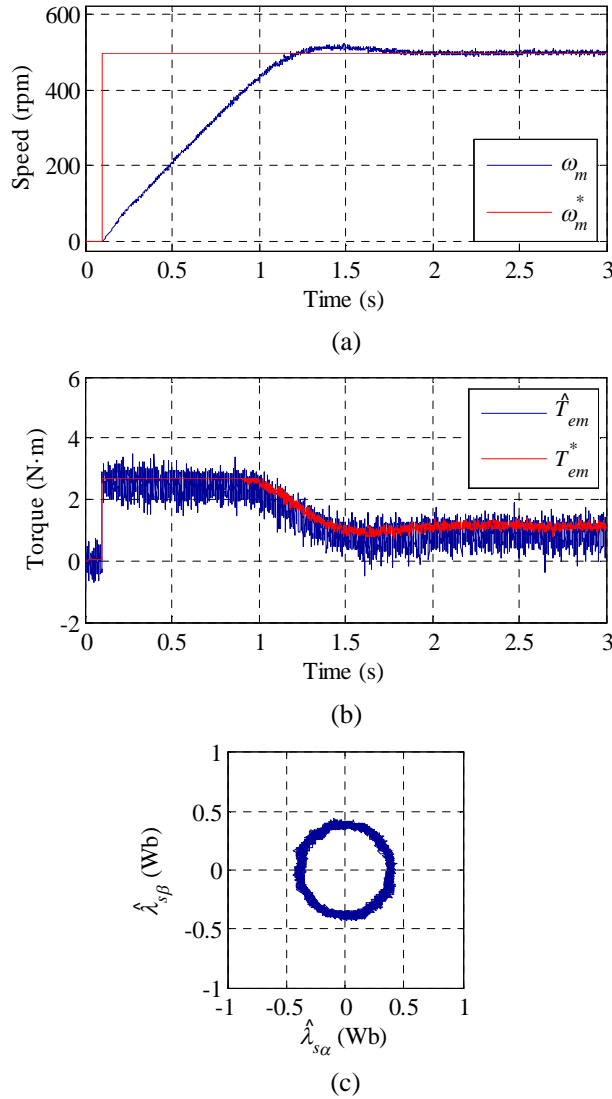 600
400
200
0
Speed (rpm)
ω_m
ω_m^*
0 0.5 1 1.5 2 2.5 3
Time (s)
(a)
6
4
2
0
-2
Torque (N·m)
T̂_em
T_em^*
0 0.5 1 1.5 2 2.5 3
Time (s)
(b)
1
0.5
0
-0.5
-1
λ̂_sβ (Wb)
-1 -0.5 0 0.5 1
λ̂_sα (Wb)
(c)